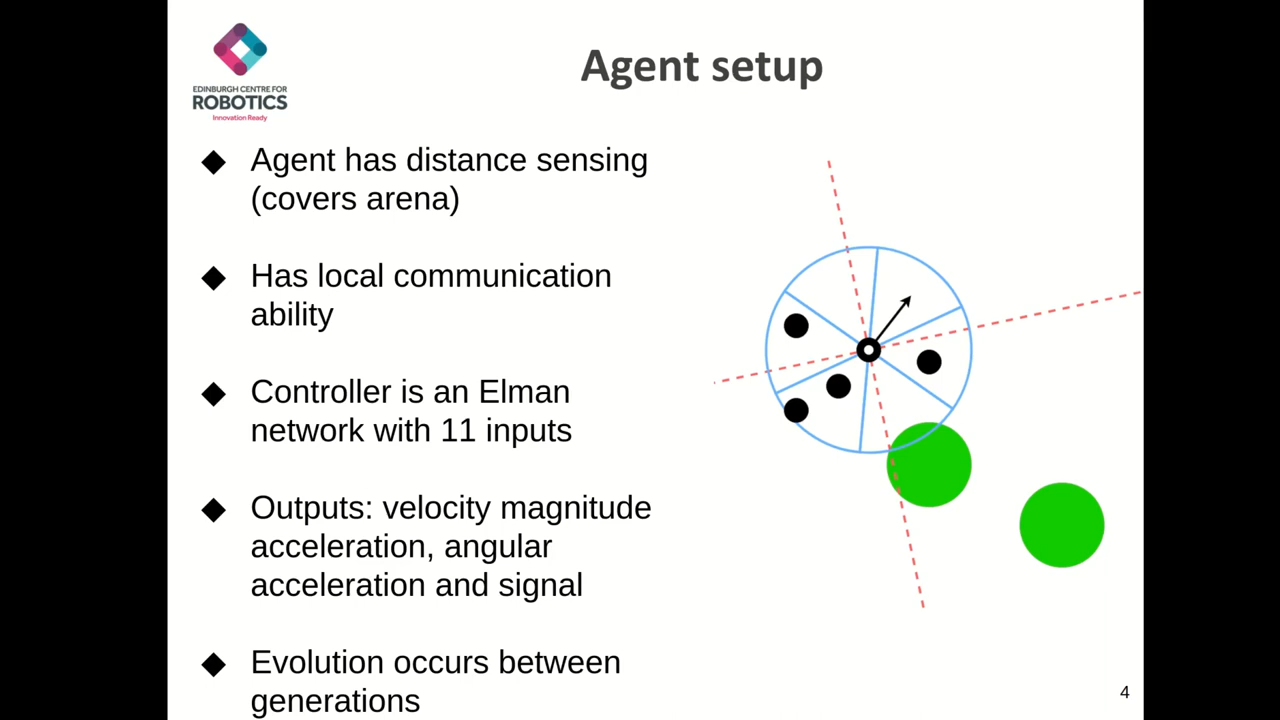 EDINBURGH CENTRE FOR
ROBOTICS
Innovation Ready
Agent setup
Agent has distance sensing
(covers arena)
Has local communication
ability
Controller is an Elman
network with 11 inputs
Outputs: velocity magnitude
acceleration, angular
acceleration and signal
Evolution occurs between
generations
4